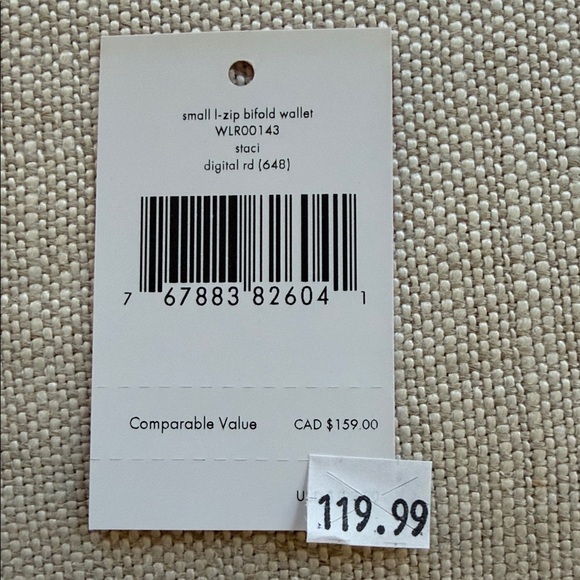 small l-zip bifold wallet
WLR00143
staci
digital rd (648)
7 67883 82604 1
Comparable Value CAD $159.00
119.99